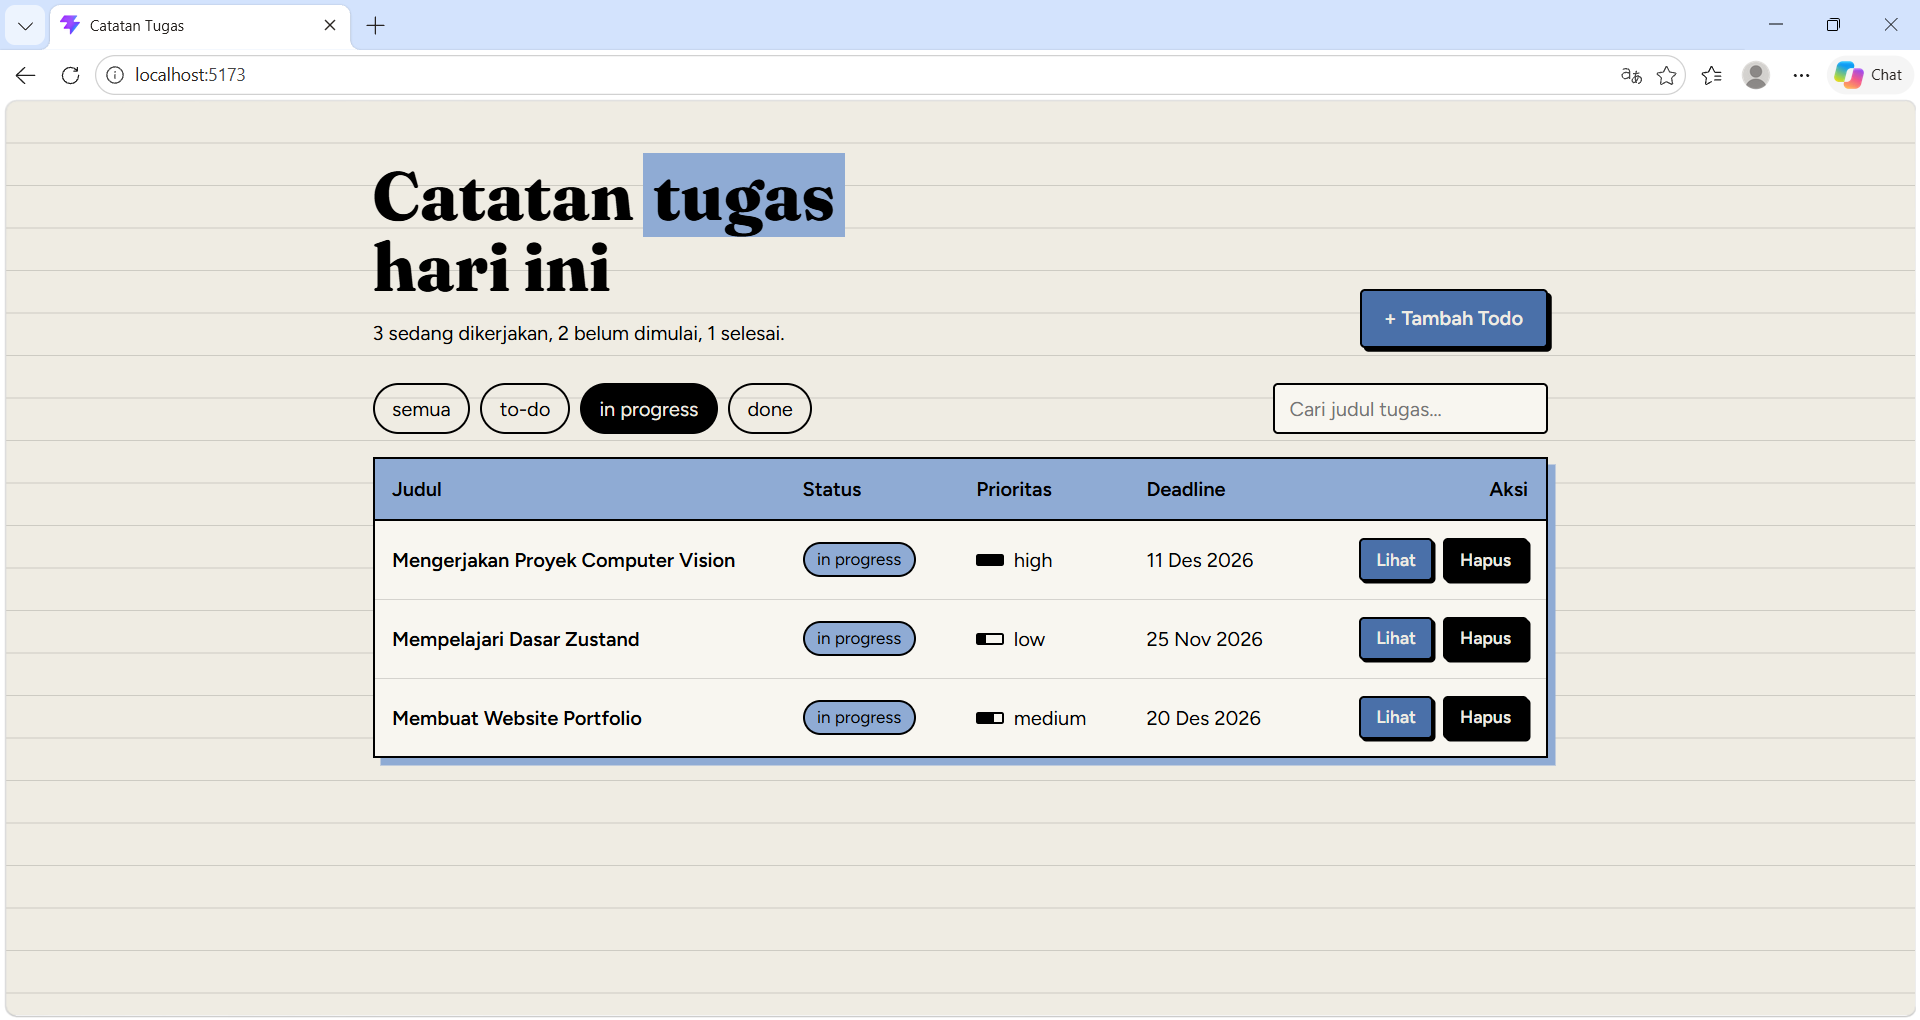 Catatan Tugas
localhost:5173
Chat
Catatan tugas
hari ini
3 sedang dikerjakan, 2 belum dimulai, 1 selesai.
+ Tambah Todo
semua to-do in progress done Cari judul tugas...
Judul Status Prioritas Deadline Aksi
Mengerjakan Proyek Computer Vision in progress high 11 Des 2026 Lihat Hapus
Mempelajari Dasar Zustand in progress low 25 Nov 2026 Lihat Hapus
Membuat Website Portfolio in progress medium 20 Des 2026 Lihat Hapus